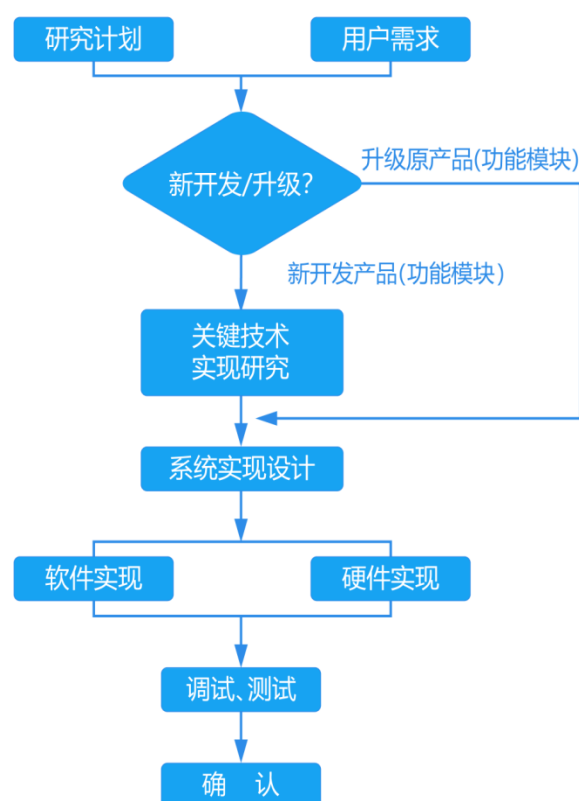 研究计划
用户需求
新开发/升级?
升级原产品(功能模块)
新开发产品(功能模块)
关键技术
实现研究
系统实现设计
软件实现
硬件实现
调试、测试
确 认